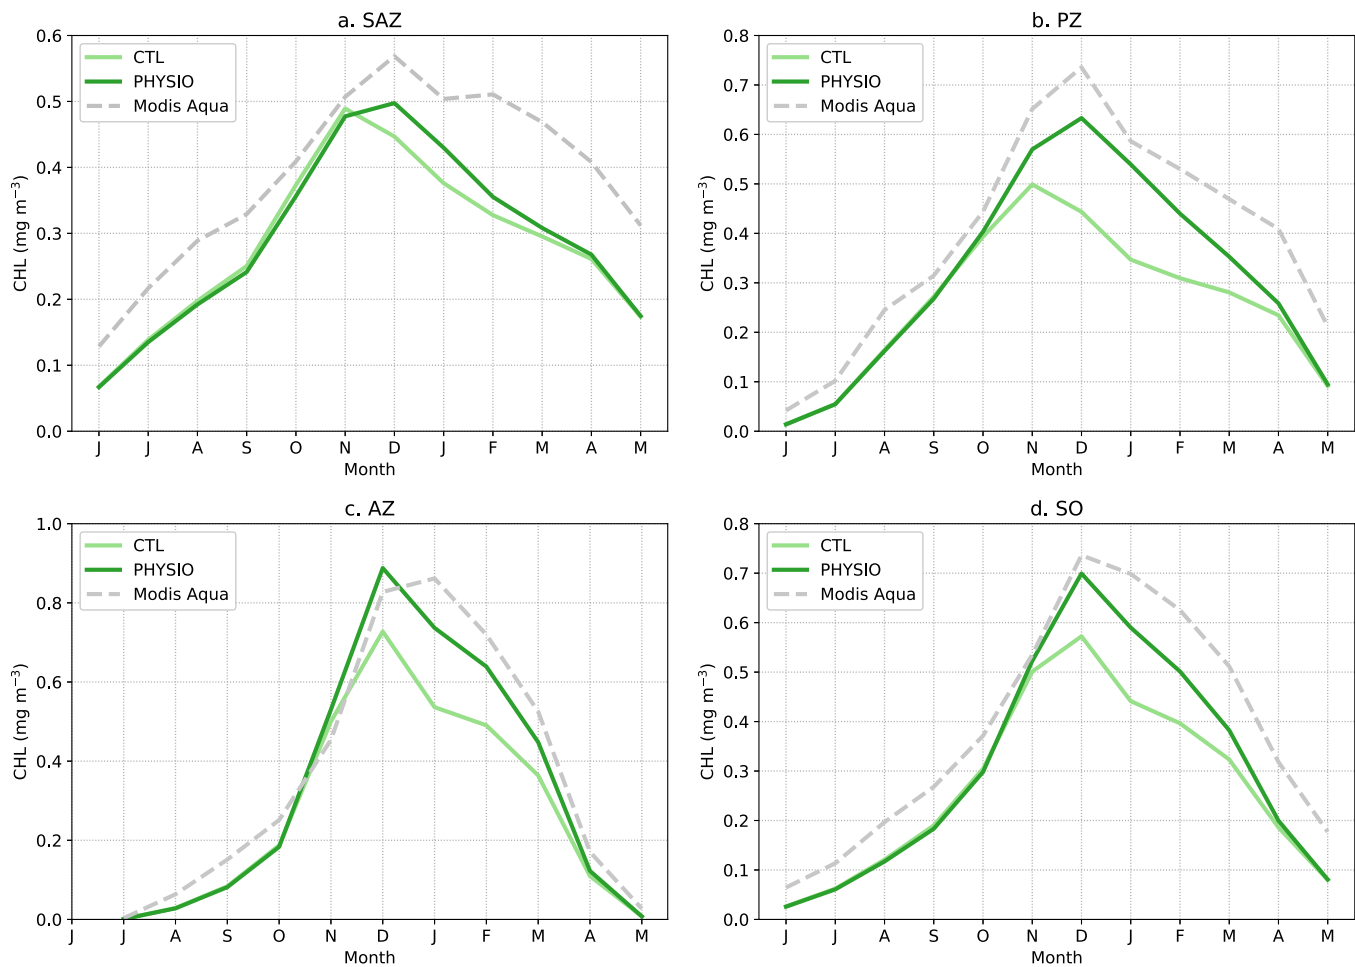 a. SAZ
CTL
PHYSIO
Modis Aqua
CHL (mg m⁻³)
0.6
0.5
0.4
0.3
0.2
0.1
0.0
J J A S O N D J F M A M
Month
b. PZ
CTL
PHYSIO
Modis Aqua
CHL (mg m⁻³)
0.8
0.7
0.6
0.5
0.4
0.3
0.2
0.1
0.0
J J A S O N D J F M A M
Month
c. AZ
CTL
PHYSIO
Modis Aqua
CHL (mg m⁻³)
1.0
0.8
0.6
0.4
0.2
0.0
J J A S O N D J F M A M
Month
d. SO
CTL
PHYSIO
Modis Aqua
CHL (mg m⁻³)
0.8
0.7
0.6
0.5
0.4
0.3
0.2
0.1
0.0
J J A S O N D J F M A M
Month